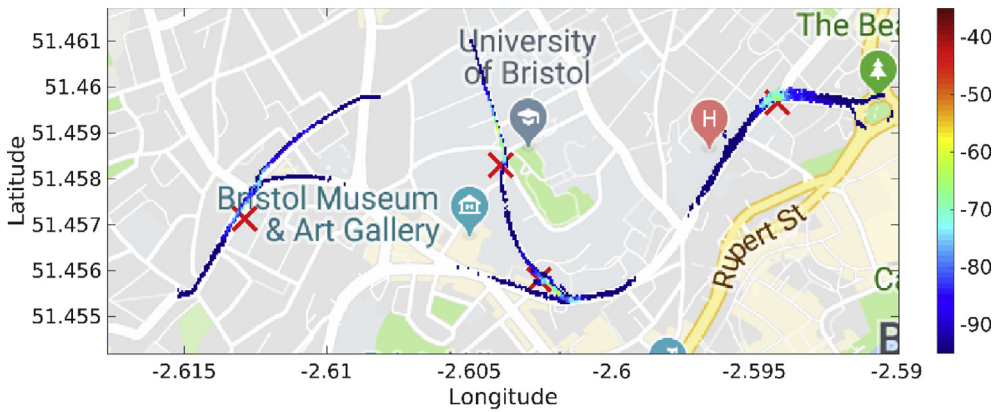 51.461
51.46
51.459
51.458
51.457
51.456
51.455
Latitude
-2.615
-2.61
-2.605
-2.6
-2.595
-2.59
Longitude
University
of Bristol
Bristol Museum
& Art Gallery
H
The Bea
Rupert St
Ca
B
-40
-50
-60
-70
-80
-90